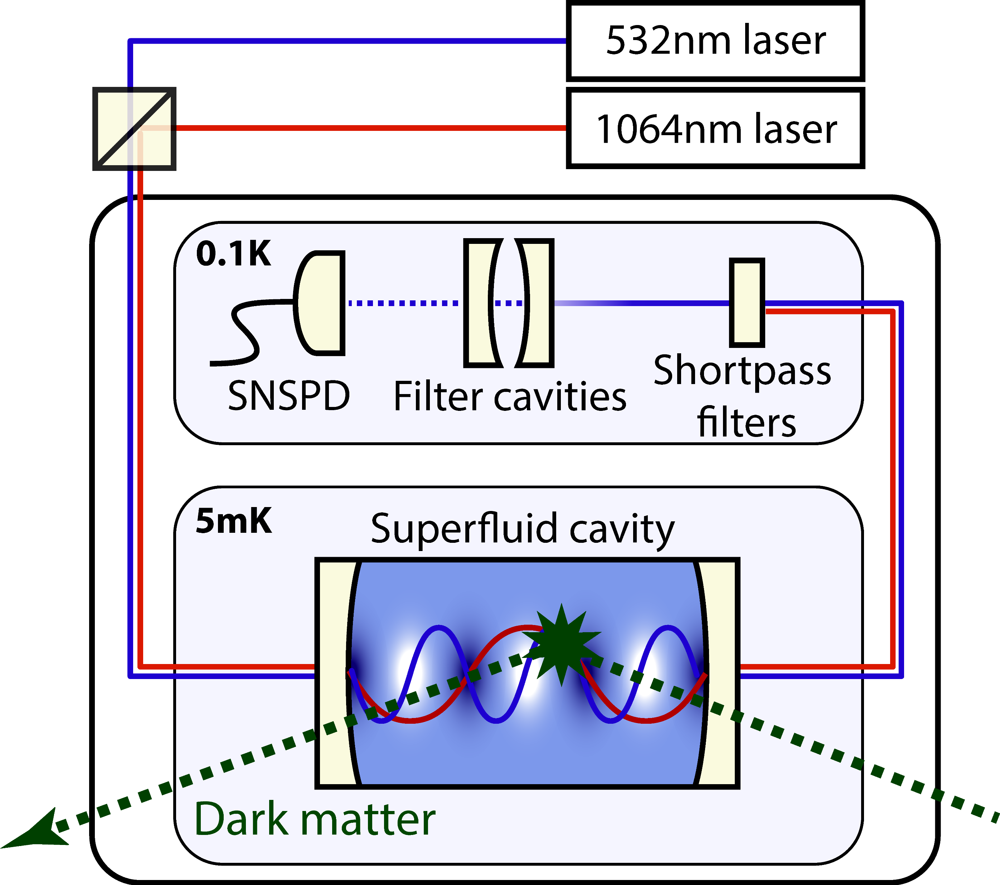 532nm laser
1064nm laser
0.1K
SNSPD
Filter cavities
Shortpass
filters
5mK
Superfluid cavity
Dark matter